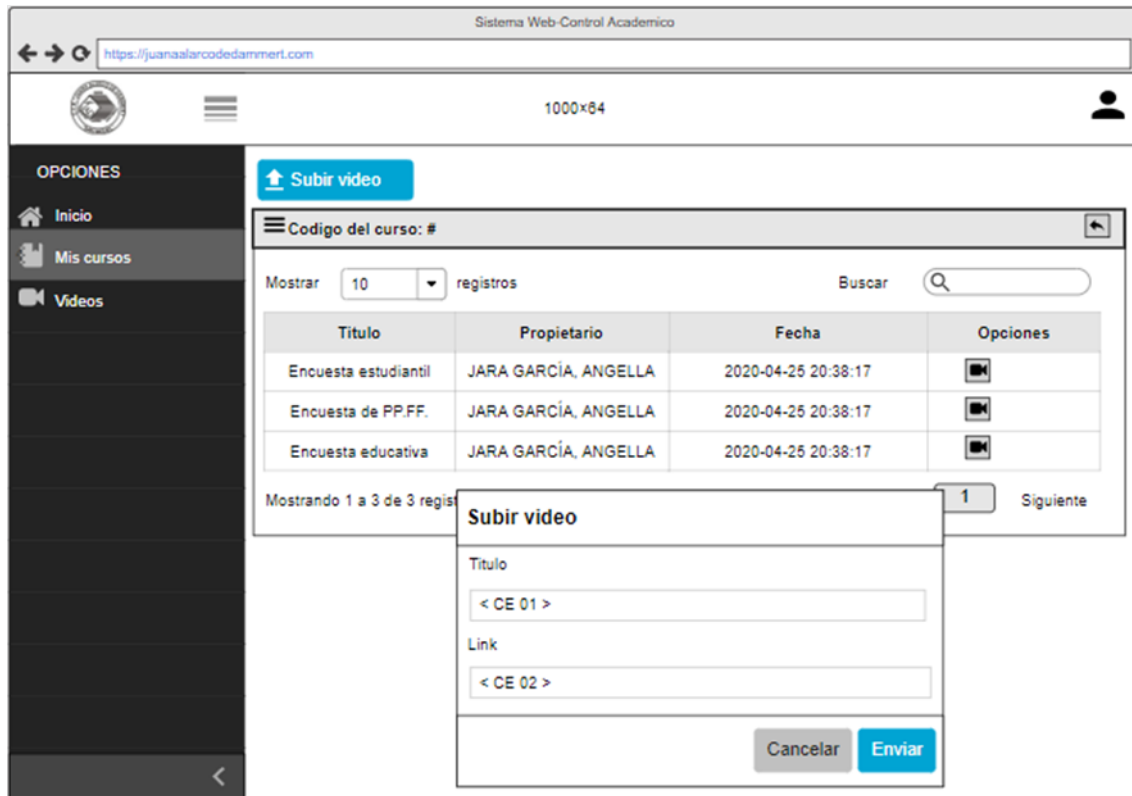 Sistema Web-Control Academico
https://juanaalarcodedammert.com
1000×64
OPCIONES
Inicio
Mis cursos
Videos
Subir video
Codigo del curso: #
Mostrar 10 registros Buscar
Titulo Propietario Fecha Opciones
Encuesta estudiantil JARA GARCÍA, ANGELLA 2020-04-25 20:38:17
Encuesta de PP.FF. JARA GARCÍA, ANGELLA 2020-04-25 20:38:17
Encuesta educativa JARA GARCÍA, ANGELLA 2020-04-25 20:38:17
Mostrando 1 a 3 de 3 regist 1 Siguiente
Subir video
Titulo
< CE 01 >
Link
< CE 02 >
Cancelar Enviar